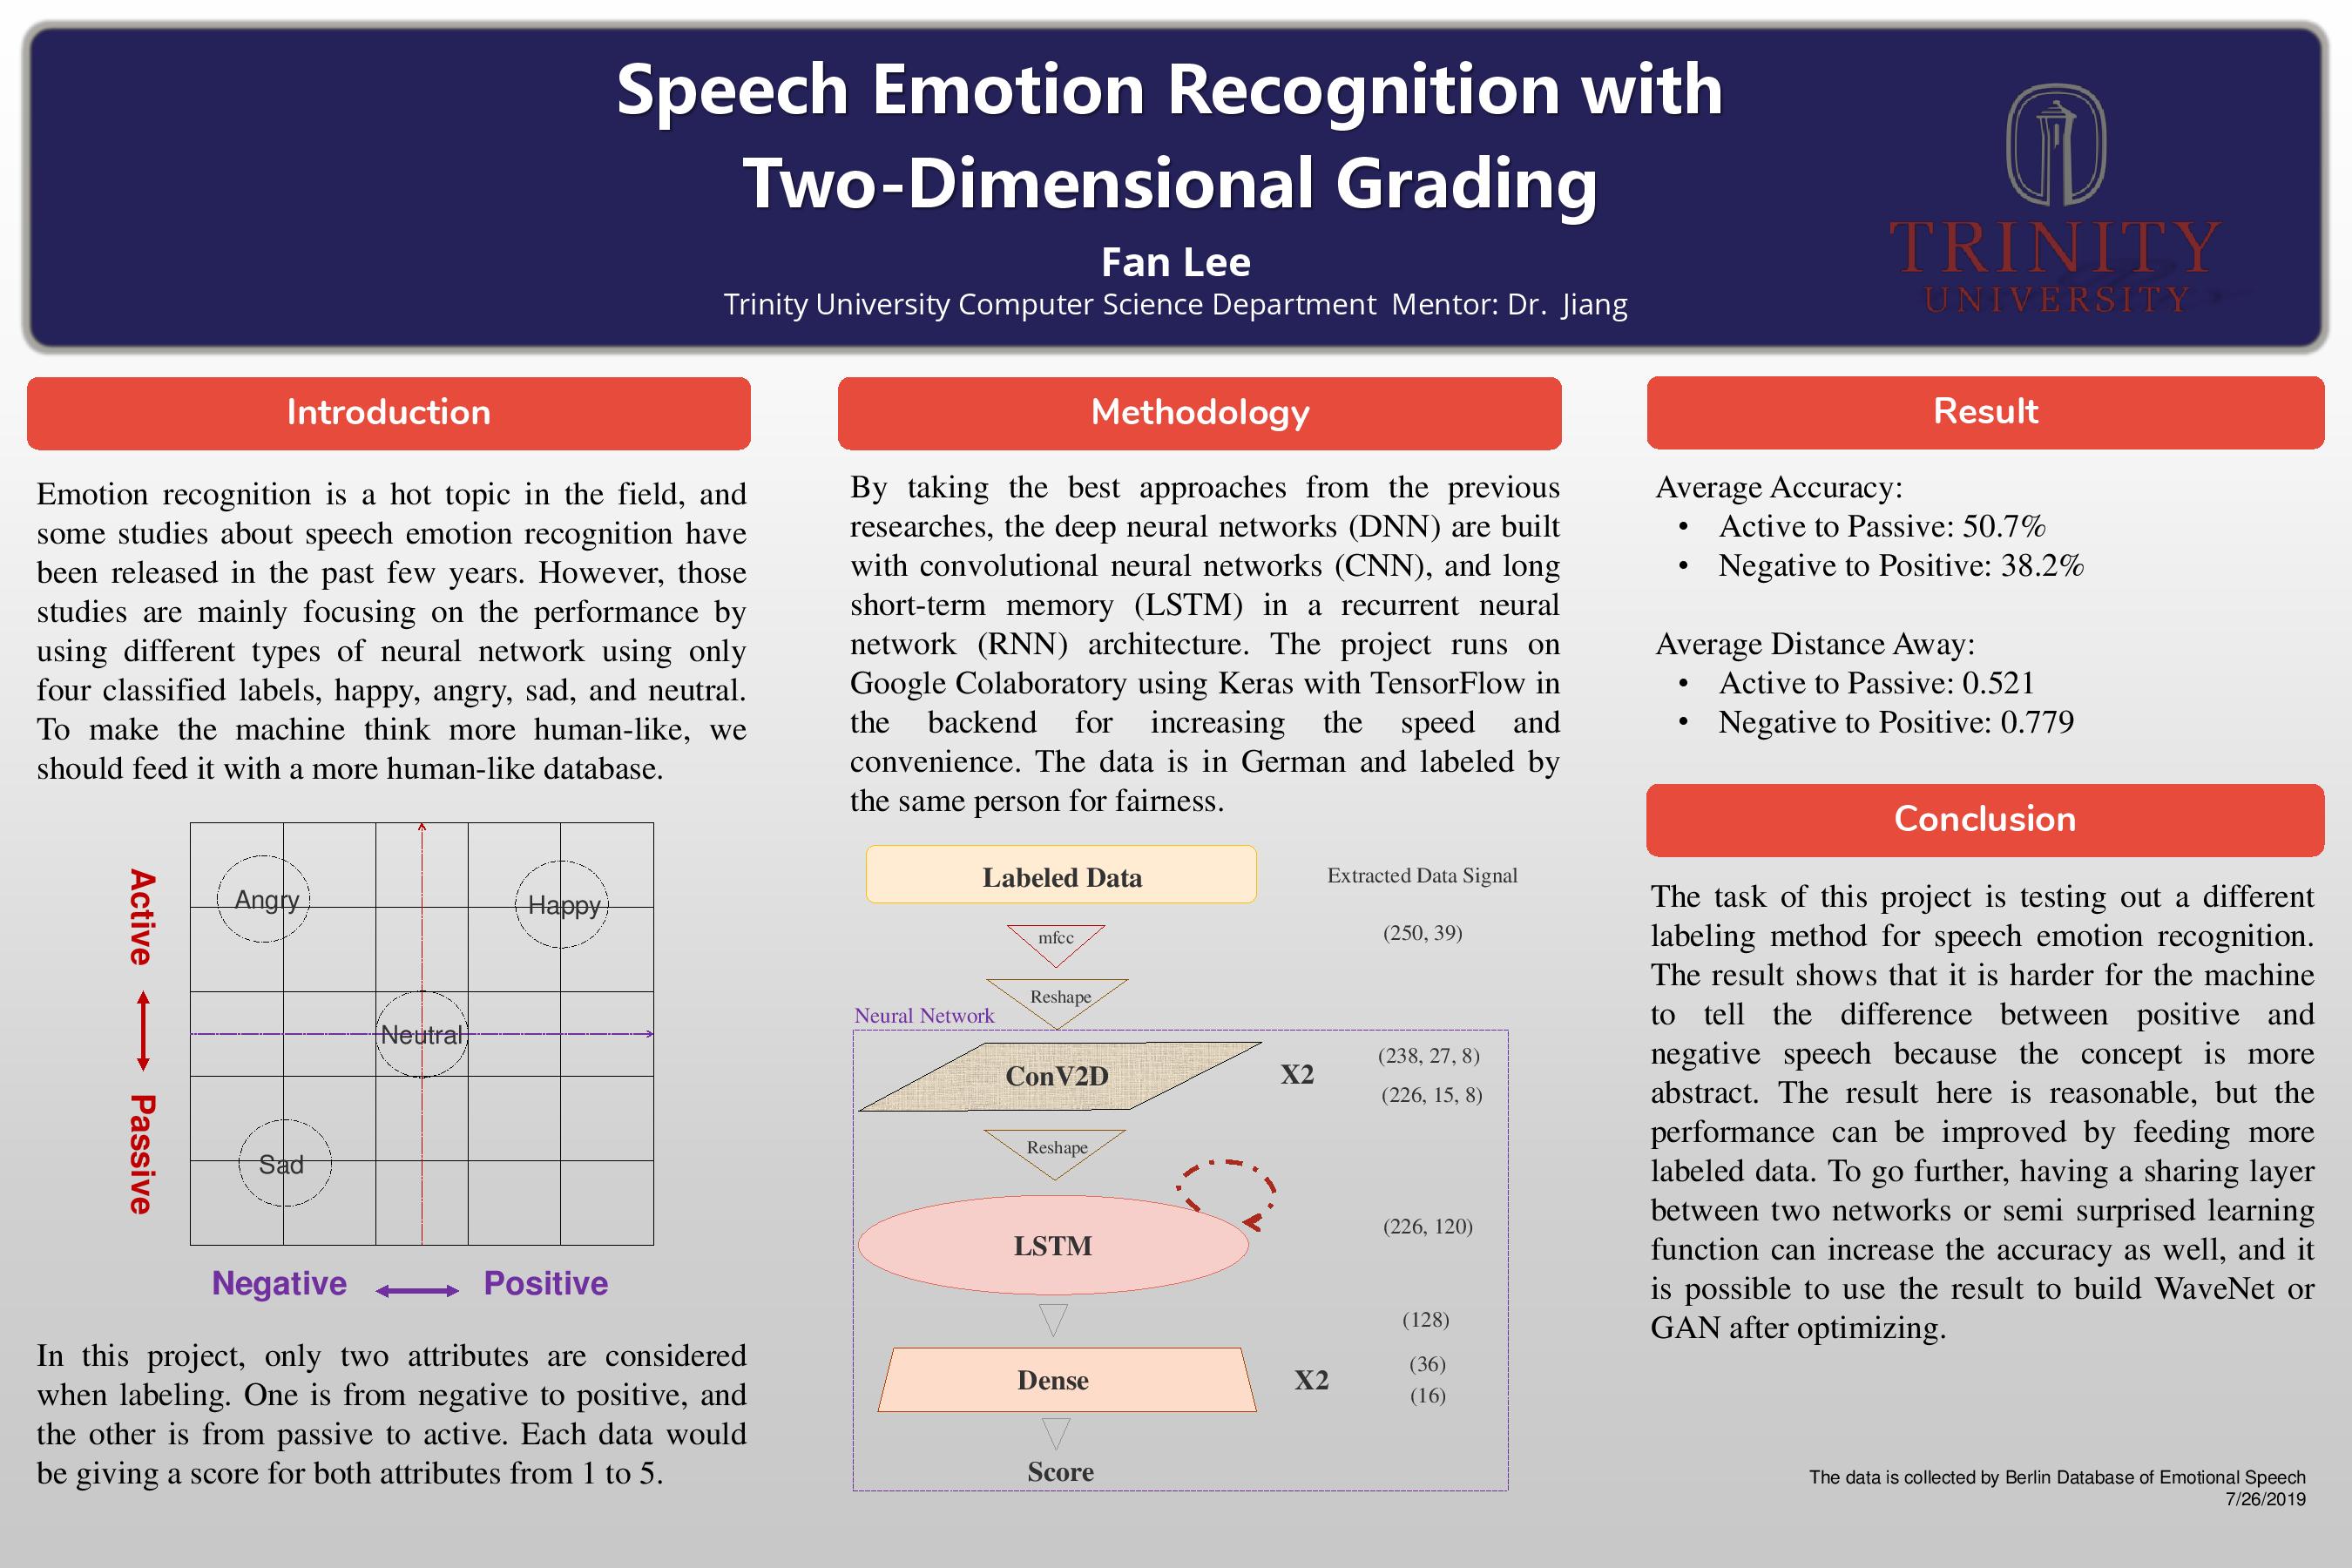 Speech Emotion Recognition with
Two-Dimensional Grading
Fan Lee
Trinity University Computer Science Department Mentor: Dr. Jiang
TRINITY
UNIVERSITY
Introduction
Emotion recognition is a hot topic in the field, and
some studies about speech emotion recognition have
been released in the past few years. However, those
studies are mainly focusing on the performance by
using different types of neural network using only
four classified labels, happy, angry, sad, and neutral.
To make the machine think more human-like, we
should feed it with a more human-like database.
Active
Passive
Angry
Happy
Neutral
Sad
Negative
Positive
In this project, only two attributes are considered
when labeling. One is from negative to positive, and
the other is from passive to active. Each data would
be giving a score for both attributes from 1 to 5.
Methodology
By taking the best approaches from the previous
researches, the deep neural networks (DNN) are built
with convolutional neural networks (CNN), and long
short-term memory (LSTM) in a recurrent neural
network (RNN) architecture. The project runs on
Google Colaboratory using Keras with TensorFlow in
the backend for increasing the speed and
convenience. The data is in German and labeled by
the same person for fairness.
Labeled Data
Extracted Data Signal
mfcc
(250, 39)
Reshape
Neural Network
ConV2D
X2
(238, 27, 8)
(226, 15, 8)
Reshape
LSTM
(226, 120)
(128)
Dense
X2
(36)
(16)
Score
Result
Average Accuracy:
• Active to Passive: 50.7%
• Negative to Positive: 38.2%
Average Distance Away:
• Active to Passive: 0.521
• Negative to Positive: 0.779
Conclusion
The task of this project is testing out a different
labeling method for speech emotion recognition.
The result shows that it is harder for the machine
to tell the difference between positive and
negative speech because the concept is more
abstract. The result here is reasonable, but the
performance can be improved by feeding more
labeled data. To go further, having a sharing layer
between two networks or semi surprised learning
function can increase the accuracy as well, and it
is possible to use the result to build WaveNet or
GAN after optimizing.
The data is collected by Berlin Database of Emotional Speech
7/26/2019